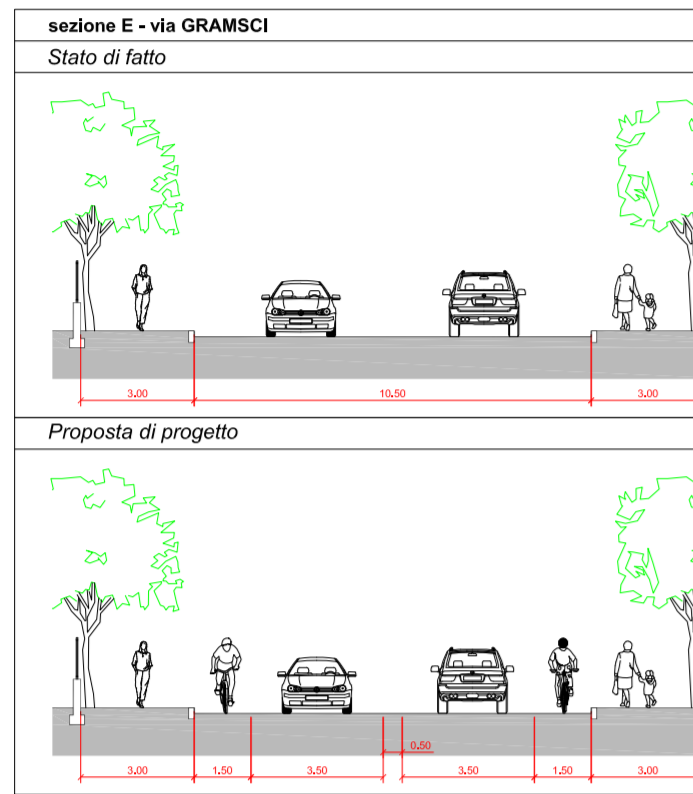 sezione E - via GRAMSCI
Stato di fatto
3.00 10.50 3.00
Proposta di progetto
0.50
3.00 1.50 3.50 3.50 1.50 3.00